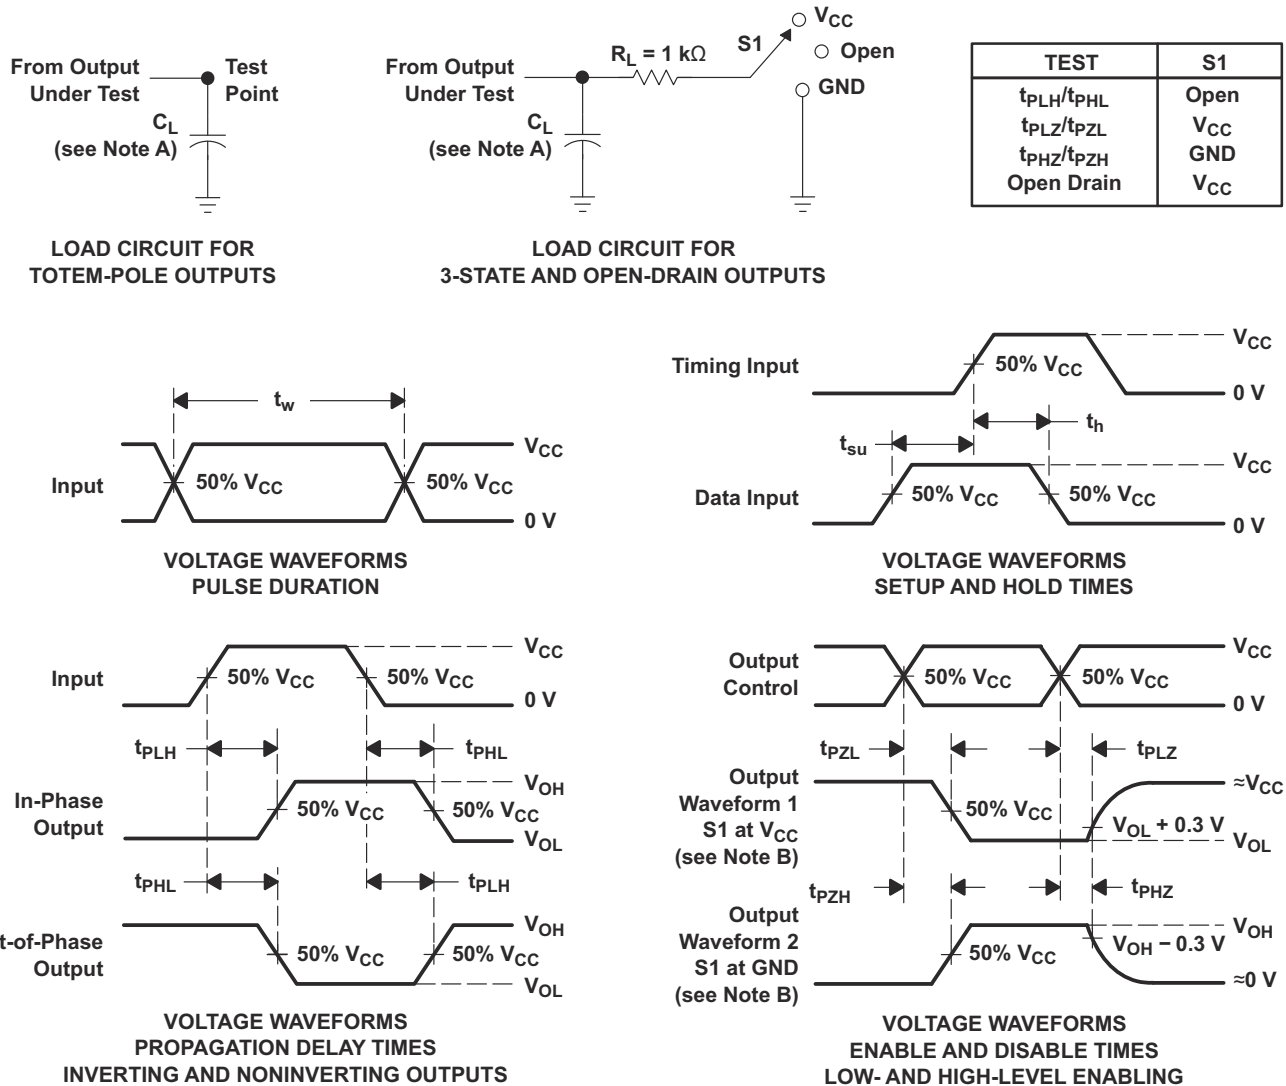 From Output
Under Test
Test
Point
CL
(see Note A)
LOAD CIRCUIT FOR
TOTEM-POLE OUTPUTS
From Output
Under Test
RL = 1 kΩ
S1
VCC
Open
GND
CL
(see Note A)
LOAD CIRCUIT FOR
3-STATE AND OPEN-DRAIN OUTPUTS
TEST S1
tPLH/tPHL Open
tPLZ/tPZL VCC
tPHZ/tPZH GND
Open Drain VCC
tw
Input
50% VCC
50% VCC
VCC
0 V
VOLTAGE WAVEFORMS
PULSE DURATION
Timing Input
50% VCC
VCC
0 V
tsu
th
Data Input
50% VCC
50% VCC
VCC
0 V
VOLTAGE WAVEFORMS
SETUP AND HOLD TIMES
Input
50% VCC
50% VCC
VCC
0 V
tPLH
tPHL
In-Phase
Output
50% VCC
50% VCC
VOH
VOL
tPHL
tPLH
t-of-Phase
Output
50% VCC
50% VCC
VOH
VOL
VOLTAGE WAVEFORMS
PROPAGATION DELAY TIMES
INVERTING AND NONINVERTING OUTPUTS
Output
Control
50% VCC
50% VCC
VCC
0 V
tPZL
tPLZ
Output
Waveform 1
S1 at VCC
(see Note B)
50% VCC
≈VCC
VOL + 0.3 V
VOL
tPZH
tPHZ
Output
Waveform 2
S1 at GND
(see Note B)
50% VCC
VOH
VOH − 0.3 V
≈0 V
VOLTAGE WAVEFORMS
ENABLE AND DISABLE TIMES
LOW- AND HIGH-LEVEL ENABLING